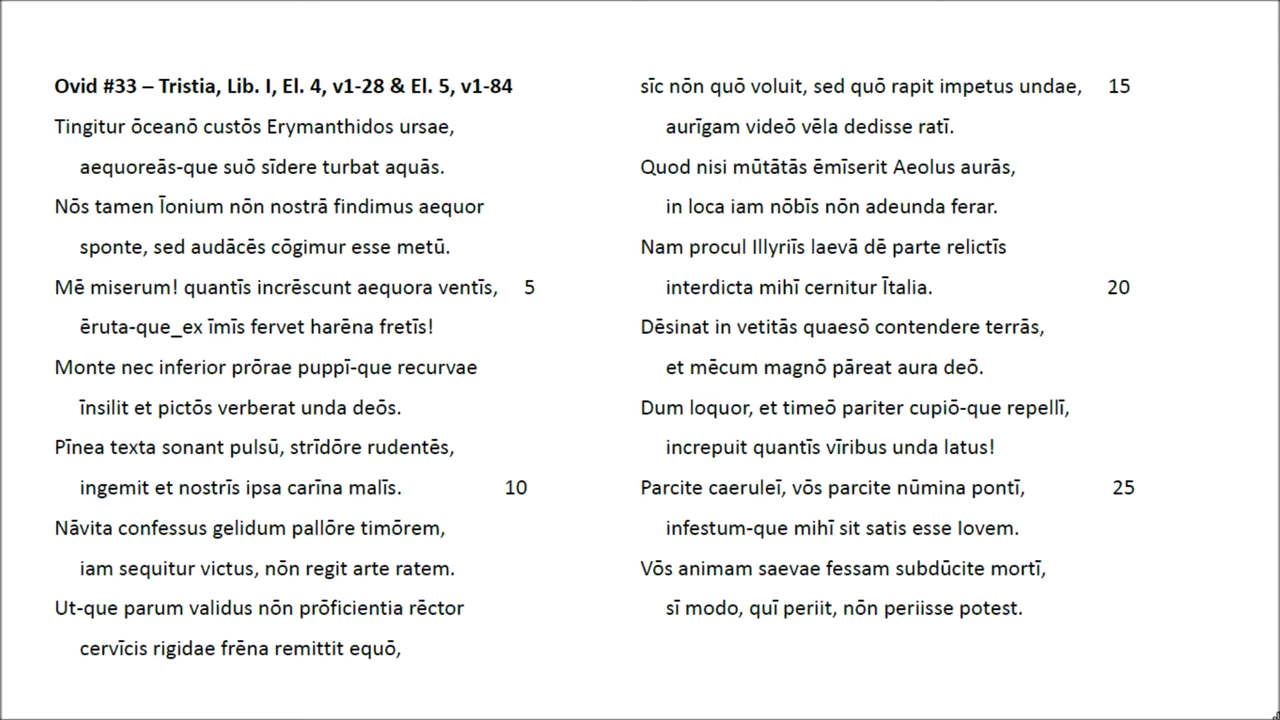 Ovid #33 – Tristia, Lib. I, El. 4, v1-28 & El. 5, v1-84
Tingitur ōceanō custōs Erymanthidos ursae,
aequoreās-que suō sīdere turbat aquās.
Nōs tamen Īonium nōn nostrā findimus aequor
sponte, sed audācēs cōgimur esse metū.
Mē miserum! quantīs incrēscunt aequora ventīs, 5
ēruta-que_ex īmīs fervet harēna fretīs!
Monte nec inferior prōrae puppī-que recurvae
īnsilit et pictōs verberat unda deōs.
Pīnea texta sonant pulsū, strīdōre rudentēs,
ingemit et nostrīs ipsa carīna malīs. 10
Nāvita confessus gelidum pallōre timōrem,
iam sequitur victus, nōn regit arte ratem.
Ut-que parum validus nōn prōficientia rēctor
cervīcis rigidae frēna remittit equō,
sīc nōn quō voluit, sed quō rapit impetus undae, 15
aurīgam videō vēla dedisse ratī.
Quod nisi mūtātās ēmīserit Aeolus aurās,
in loca iam nōbīs nōn adeunda ferar.
Nam procul Illyriīs laevā dē parte relictīs
interdicta mihī cernitur Ītalia. 20
Dēsinat in vetitās quaesō contendere terrās,
et mēcum magnō pāreat aura deō.
Dum loquor, et timeō pariter cupiō-que repellī,
increpuit quantīs vīribus unda latus!
Parcite caeruleī, vōs parcite nūmina pontī, 25
infestum-que mihī sit satis esse Iovem.
Vōs animam saevae fessam subdūcite mortī,
sī modo, quī periit, nōn periisse potest.